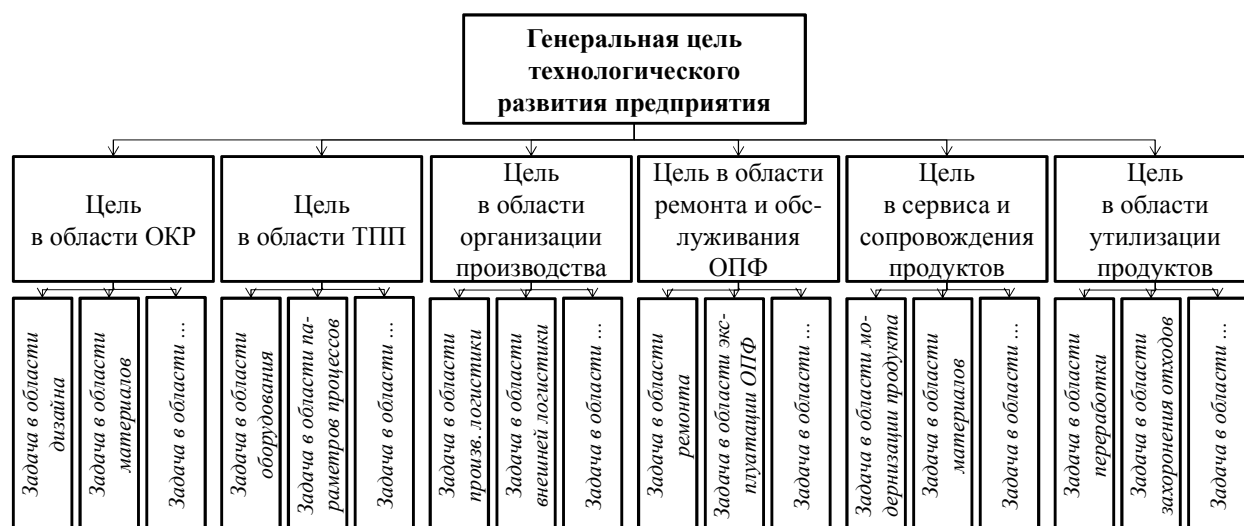 Генеральная цель
технологического
развития предприятия
Цель
в области ОКР
Цель
в области ТПП
Цель
в области
организации
производства
Цель в области
ремонта и обс-
луживания
ОПФ
Цель
в сервиса и
сопровождения
продуктов
Цель
в области
утилизации
продуктов
Задача в области
дизайна
Задача в области
материалов
Задача в области ...
Задача в области
оборудования
Задача в области па-
раметров процессов
Задача в области ...
Задача в области
произв. логистики
Задача в области
внешней логистики
Задача в области ...
Задача в области
ремонта
Задача в области экс-
плуатации ОПФ
Задача в области ...
Задача в области мо-
дернизации продукта
Задача в области
материалов
Задача в области ...
Задача в области
переработки
Задача в области
захоронения отходов
Задача в области ...